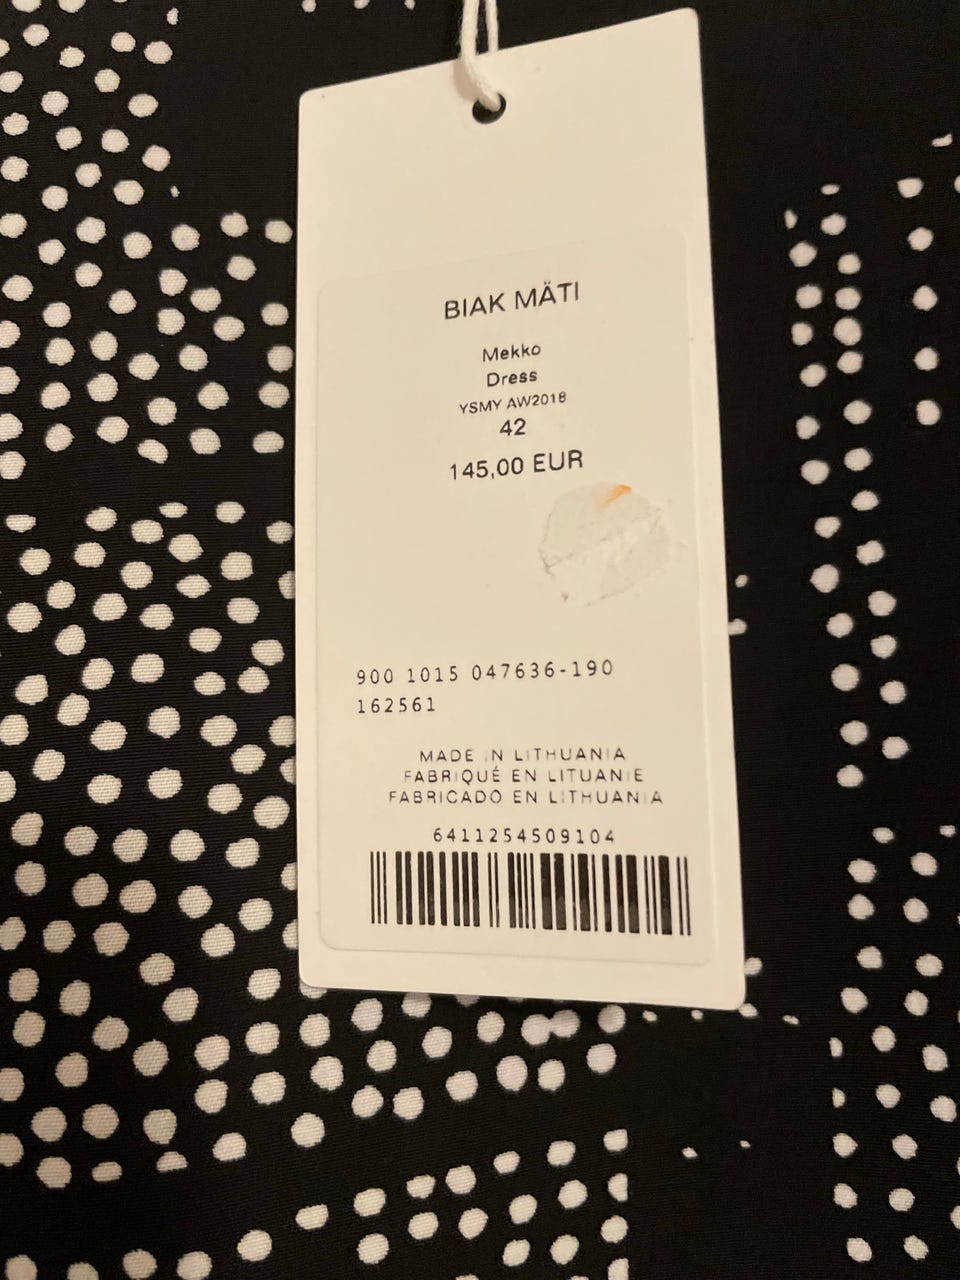 BIAK MÄTI
Mekko
Dress
YSMY AW2018
42
145,00 EUR
900 1015 047636-190
162561
MADE IN LITHUANIA
FABRIQUÉ EN LITUANIE
FABRICADO EN LITHUANIA
6411254509104